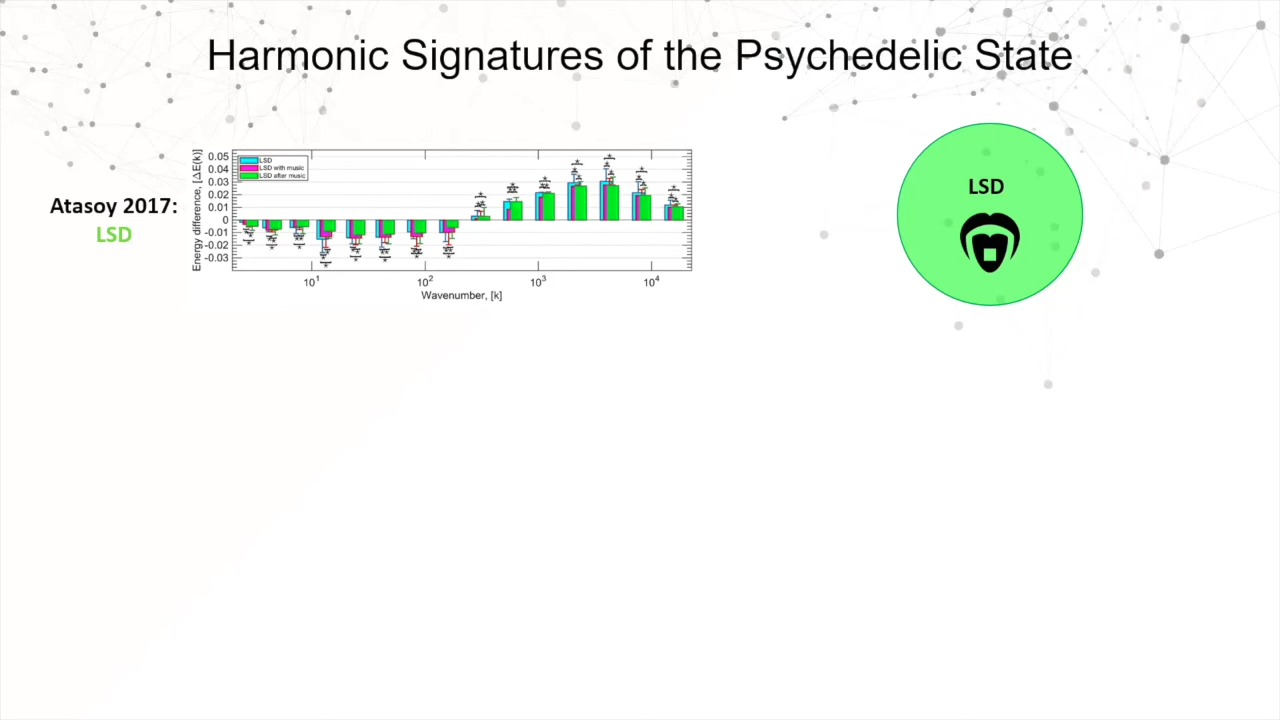 Harmonic Signatures of the Psychedelic State
Atasoy 2017:
LSD
Energy difference, [ΔE(k)]
0.05
0.04
0.03
0.02
0.01
0
-0.01
-0.02
-0.03
LSD
LSD with music
LSD after music
10¹ 10² 10³ 10⁴
Wavenumber, [k]
LSD